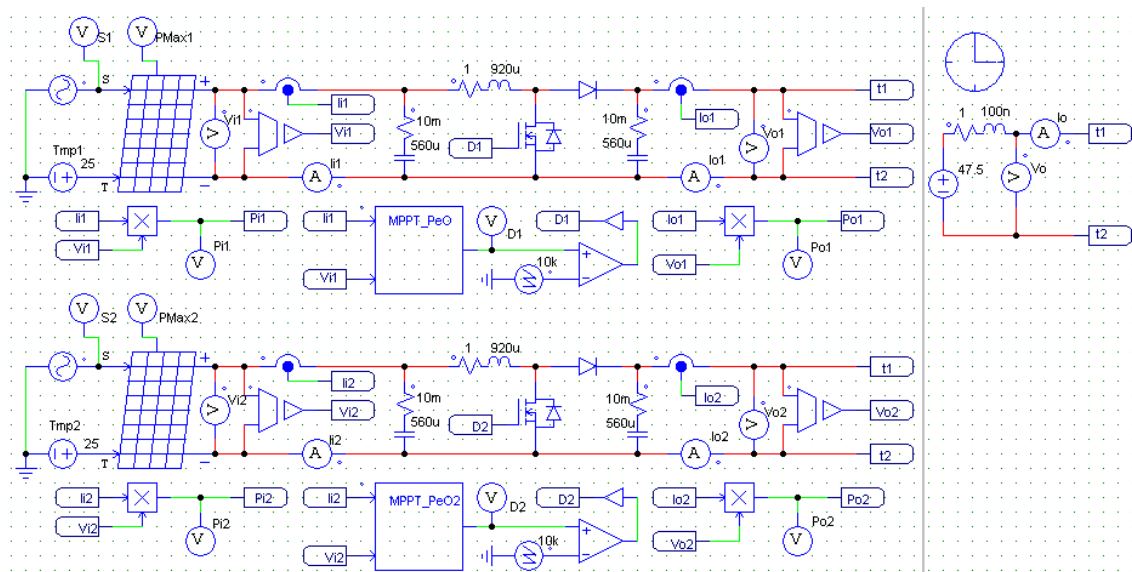 V S1 V PMax1
S + 1 920u
Ii1 Io1 t1
Vi1 V Vi1 10m 560u D1 10m 560u V Vo1 Vo1
Tmp1 25 T − A Ii1 A Io1 t2
Ii1 Pi1 Ii1 MPPT_PeO V D1 D1 Io1 Po1
Vi1 V Pi1 Vi1 10k + − Vo1 V Po1
V S2 V PMax2
S + 1 920u
Ii2 Io2 t1
V Vi2 Vi2 10m 560u D2 10m 560u V Vo2 Vo2
Tmp2 25 T − A Ii2 A Io2 t2
Ii2 Pi2 Ii2 MPPT_PeO2 V D2 D2 Io2 Po2
Vi2 V Pi2 Vi2 10k + − Vo2 V Po2
1 100n A Io t1
47.5 V Vo
t2